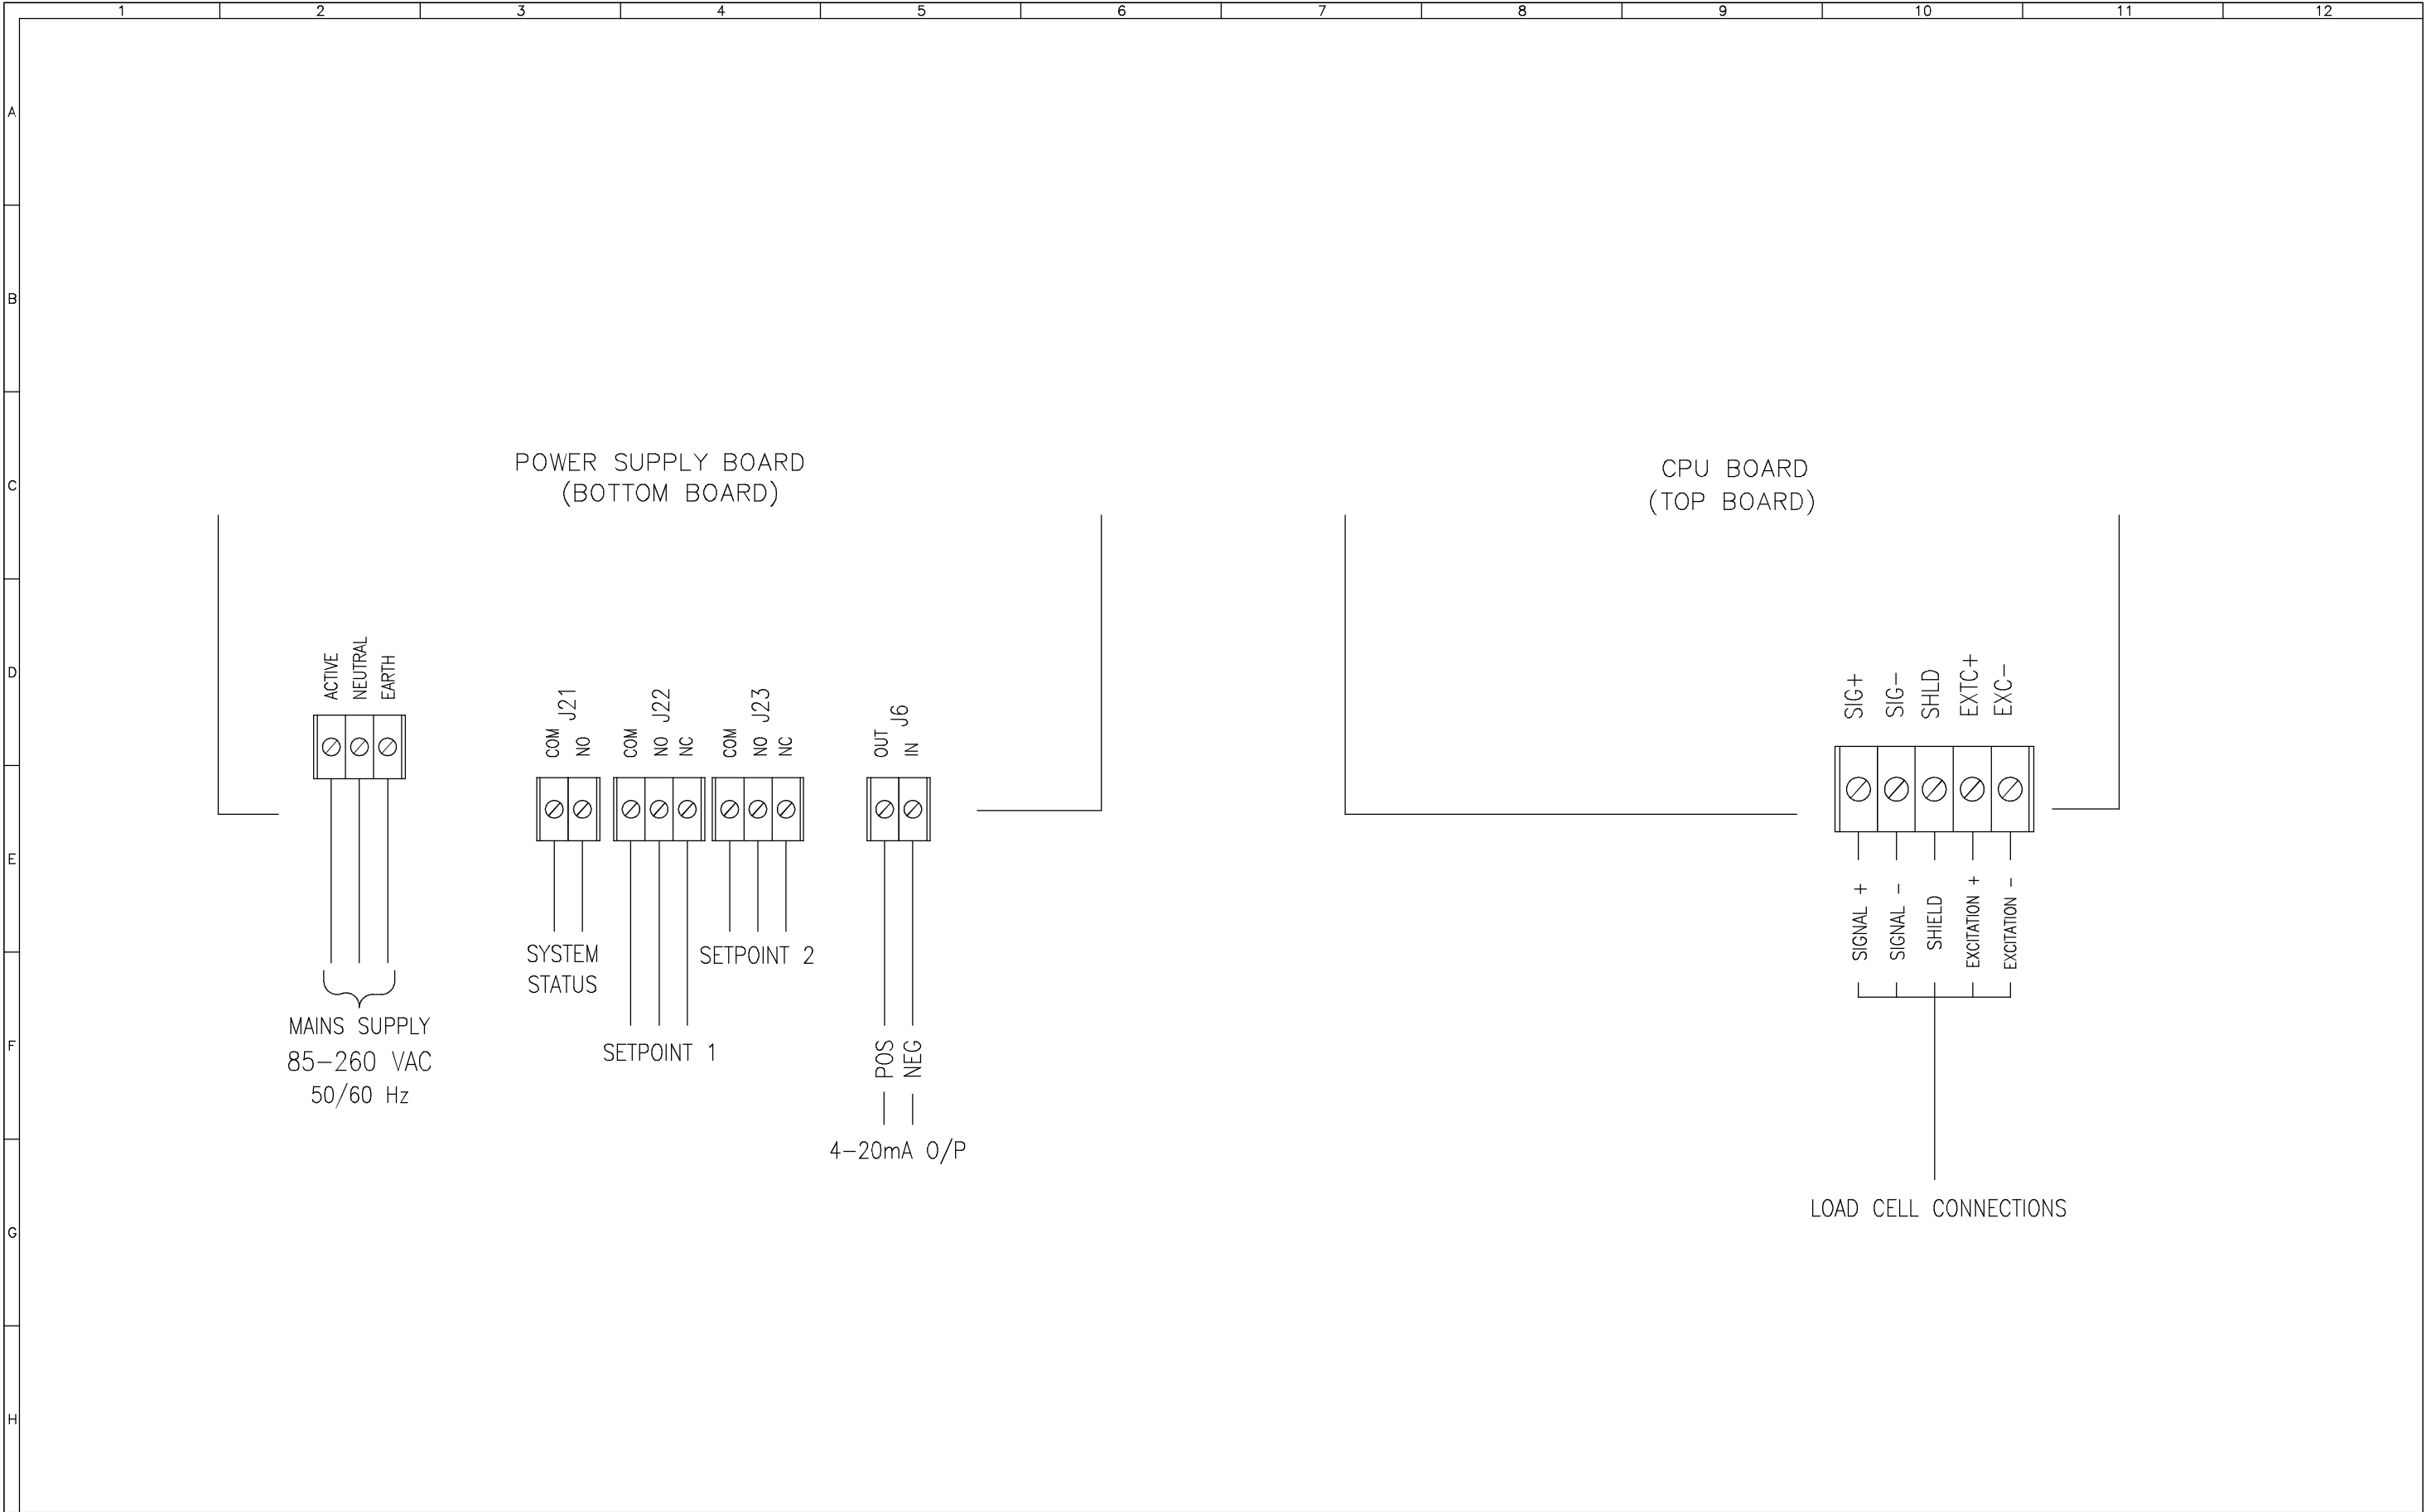 1 2 3 4 5 6 7 8 9 10 11 12
A
B
C
D
E
F
G
H
POWER SUPPLY BOARD
(BOTTOM BOARD)
ACTIVE
NEUTRAL
EARTH
COM
NO
J21
COM
NO
NC
J22
COM
NO
NC
J23
OUT
IN
J6
SYSTEM
STATUS
SETPOINT 2
SETPOINT 1
MAINS SUPPLY
85-260 VAC
50/60 Hz
POS
NEG
4-20mA O/P
CPU BOARD
(TOP BOARD)
SIG+
SIG-
SHLD
EXTC+
EXC-
SIGNAL +
SIGNAL -
SHIELD
EXCITATION +
EXCITATION -
LOAD CELL CONNECTIONS